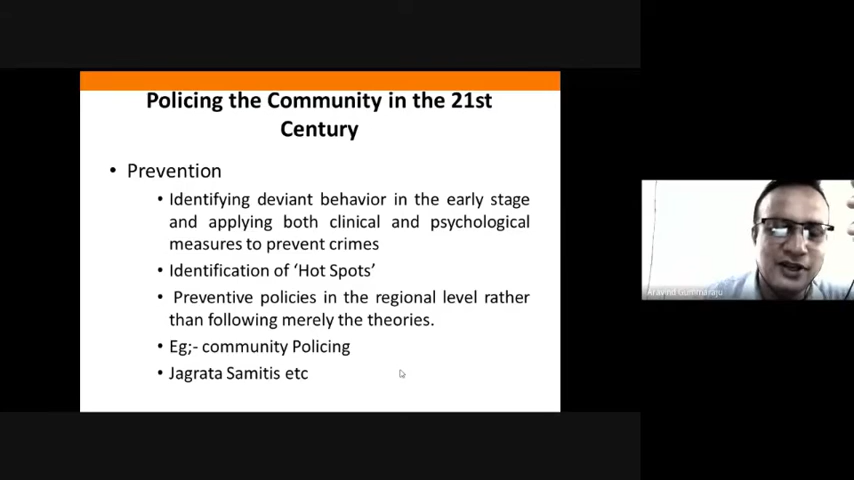 Policing the Community in the 21st
Century
• Prevention
• Identifying deviant behavior in the early stage
and applying both clinical and psychological
measures to prevent crimes
• Identification of ‘Hot Spots’
• Preventive policies in the regional level rather
than following merely the theories.
• Eg;- community Policing
• Jagrata Samitis etc
Aravind Gummaraju